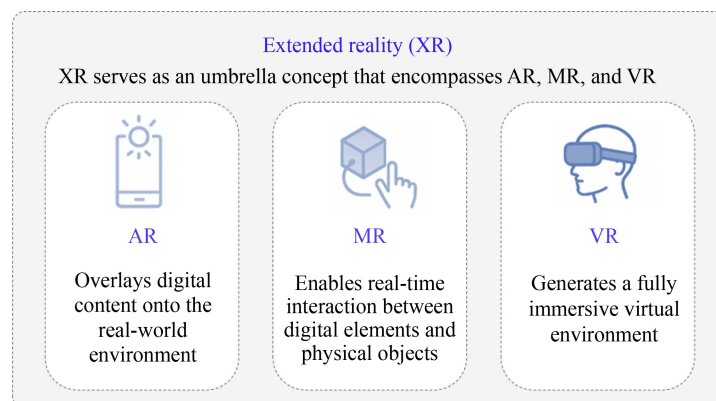 Extended reality (XR)
XR serves as an umbrella concept that encompasses AR, MR, and VR
AR
Overlays digital
content onto the
real-world
environment
MR
Enables real-time
interaction between
digital elements and
physical objects
VR
Generates a fully
immersive virtual
environment